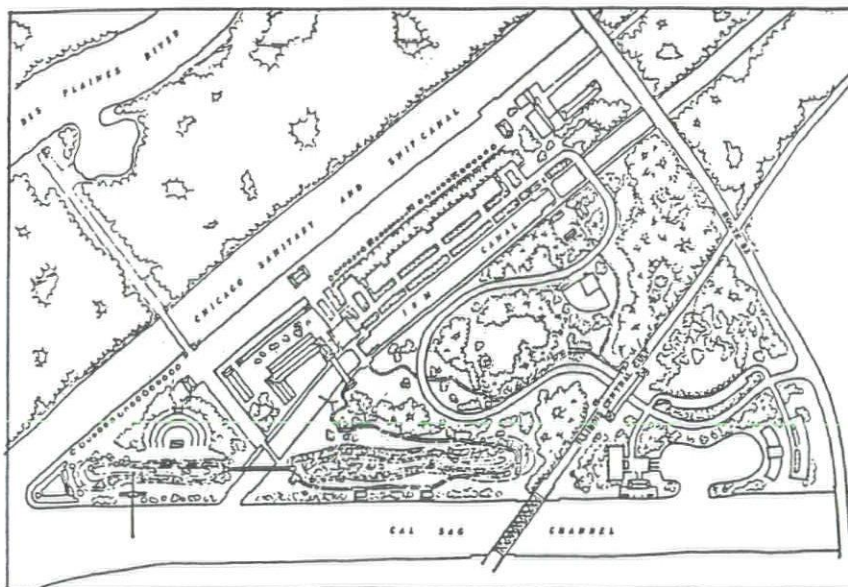 DES PLAINES RIVER
CHICAGO SANITARY AND SHIP CANAL
I & M CANAL
CAL SAG CHANNEL